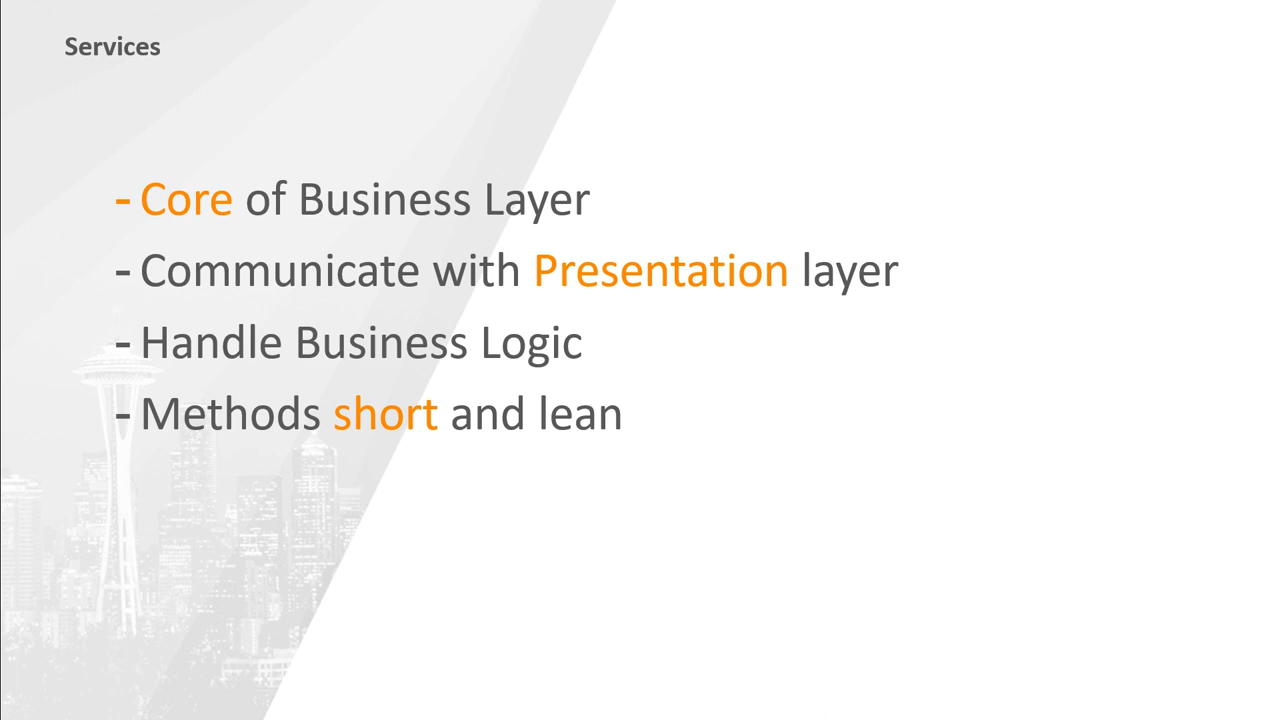 Services
- Core of Business Layer
- Communicate with Presentation layer
- Handle Business Logic
- Methods short and lean